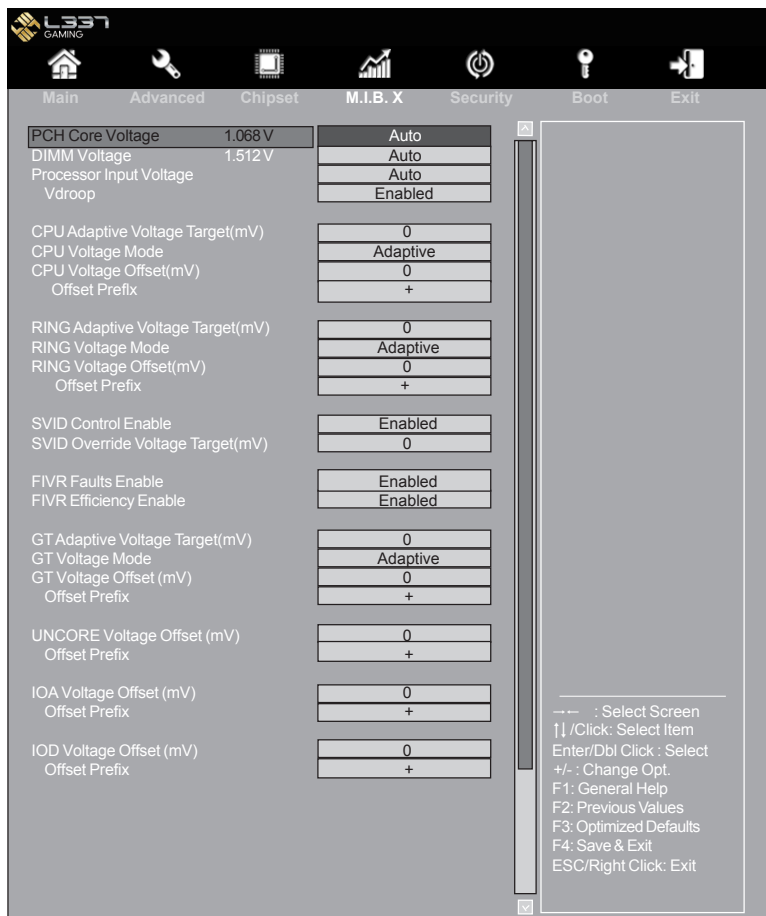 L337
GAMING
Main Advanced Chipset M.I.B. X Security Boot Exit
PCH Core Voltage 1.068 V Auto
DIMM Voltage 1.512 V Auto
Processor Input Voltage Auto
Vdroop Enabled
CPU Adaptive Voltage Target(mV) 0
CPU Voltage Mode Adaptive
CPU Voltage Offset(mV) 0
Offset Preflx +
RING Adaptive Voltage Target(mV) 0
RING Voltage Mode Adaptive
RING Voltage Offset(mV) 0
Offset Prefix +
SVID Control Enable Enabled
SVID Override Voltage Target(mV) 0
FIVR Faults Enable Enabled
FIVR Efficiency Enable Enabled
GT Adaptive Voltage Target(mV) 0
GT Voltage Mode Adaptive
GT Voltage Offset (mV) 0
Offset Prefix +
UNCORE Voltage Offset (mV) 0
Offset Prefix +
IOA Voltage Offset (mV) 0
Offset Prefix +
IOD Voltage Offset (mV) 0
Offset Prefix +
→← : Select Screen
↑↓/Click: Select Item
Enter/Dbl Click : Select
+/- : Change Opt.
F1: General Help
F2: Previous Values
F3: Optimized Defaults
F4: Save & Exit
ESC/Right Click: Exit